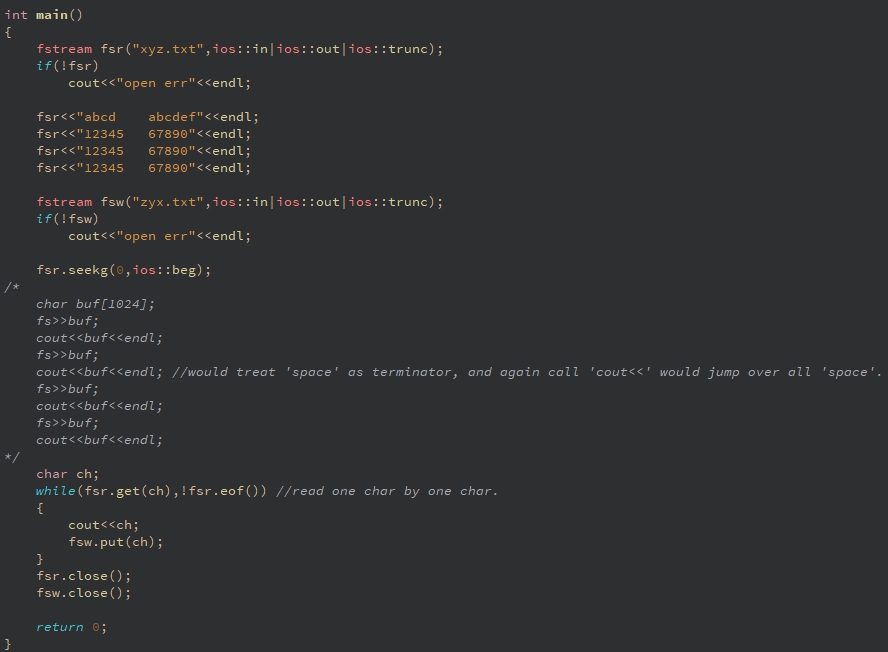 int main()
{
    fstream fsr("xyz.txt",ios::in|ios::out|ios::trunc);
    if(!fsr)
        cout<<"open err"<<endl;

    fsr<<"abcd    abcdef"<<endl;
    fsr<<"12345   67890"<<endl;
    fsr<<"12345   67890"<<endl;
    fsr<<"12345   67890"<<endl;

    fstream fsw("zyx.txt",ios::in|ios::out|ios::trunc);
    if(!fsw)
        cout<<"open err"<<endl;

    fsr.seekg(0,ios::beg);
/*
    char buf[1024];
    fs>>buf;
    cout<<buf<<endl;
    fs>>buf;
    cout<<buf<<endl; //would treat 'space' as terminator, and again call 'cout<<' would jump over all 'space'.
    fs>>buf;
    cout<<buf<<endl;
    fs>>buf;
    cout<<buf<<endl;
*/
    char ch;
    while(fsr.get(ch),!fsr.eof()) //read one char by one char.
    {
        cout<<ch;
        fsw.put(ch);
    }
    fsr.close();
    fsw.close();

    return 0;
}